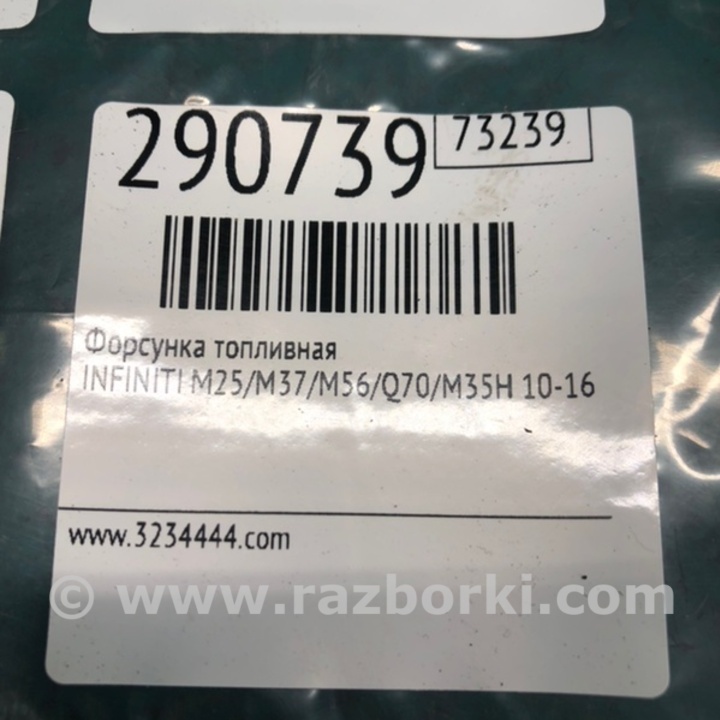 290739
73239
Форсунка топливная
INFINITI M25/M37/M56/Q70/M35H 10-16
www.3234444.com
© www.razborki.com